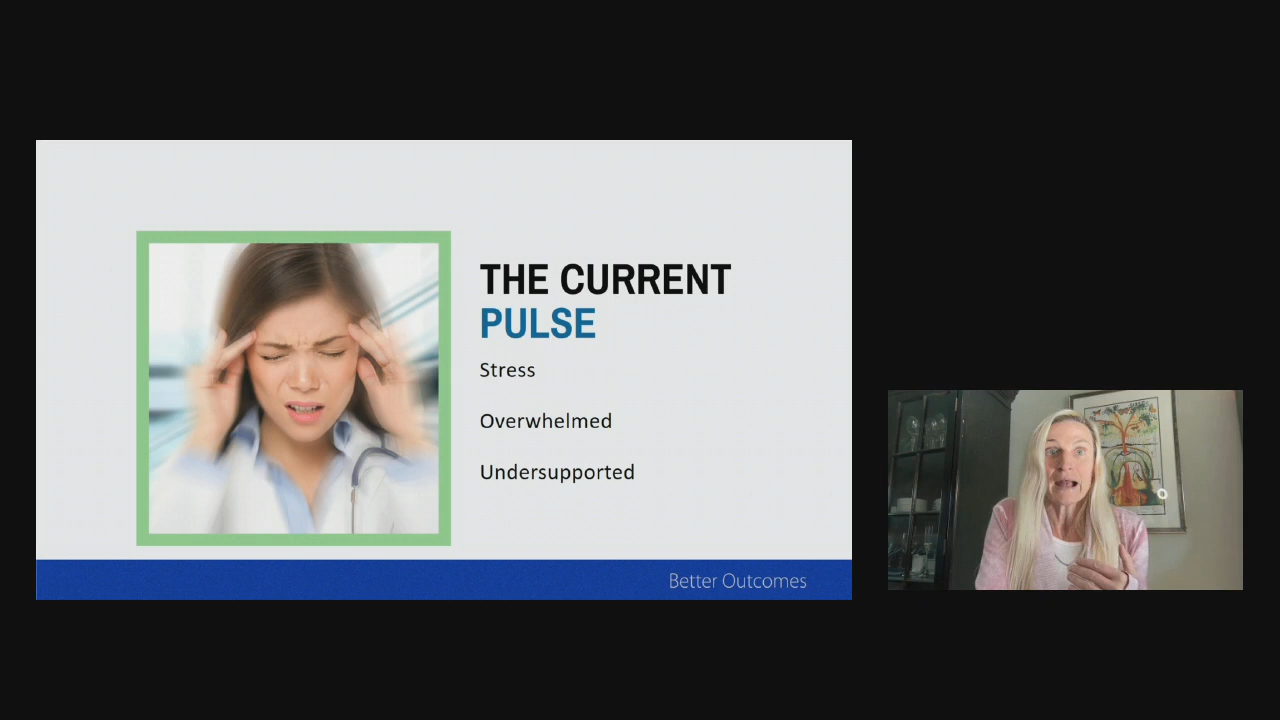 THE CURRENT
PULSE
Stress
Overwhelmed
Undersupported
Better Outcomes